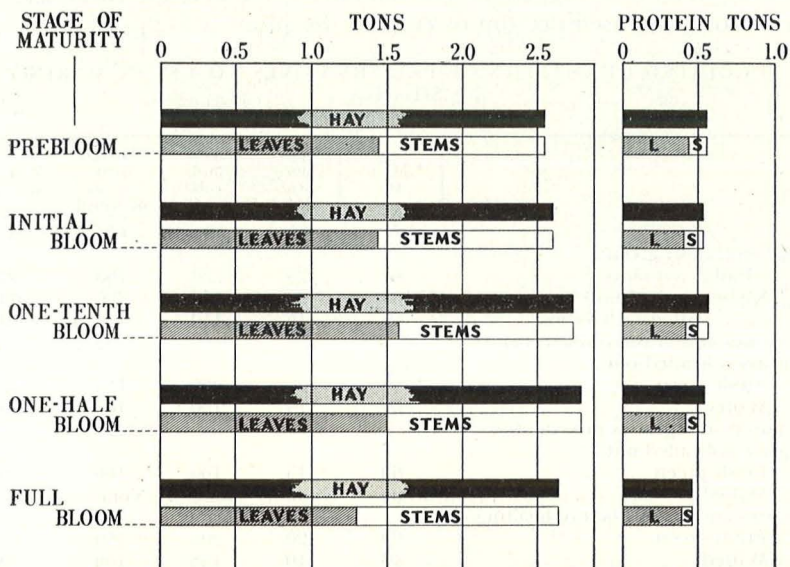 STAGE OF MATURITY
TONS
PROTEIN TONS
0 0.5 1.0 1.5 2.0 2.5
0 0.5 1.0
HAY
PREBLOOM LEAVES STEMS L S
HAY
INITIAL BLOOM LEAVES STEMS L S
HAY
ONE-TENTH BLOOM LEAVES STEMS L S
HAY
ONE-HALF BLOOM LEAVES STEMS L S
HAY
FULL BLOOM LEAVES STEMS L S